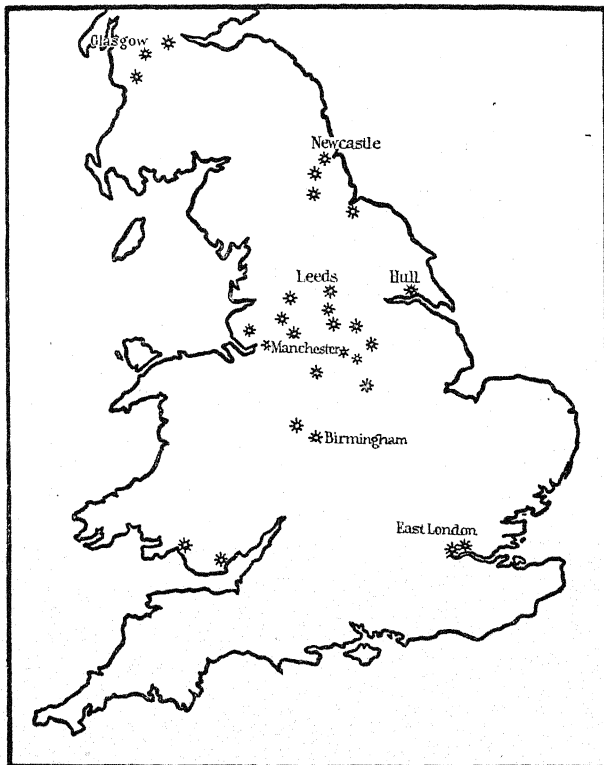 Glasgow
Newcastle
Leeds
Hull
Manchester
Birmingham
East London